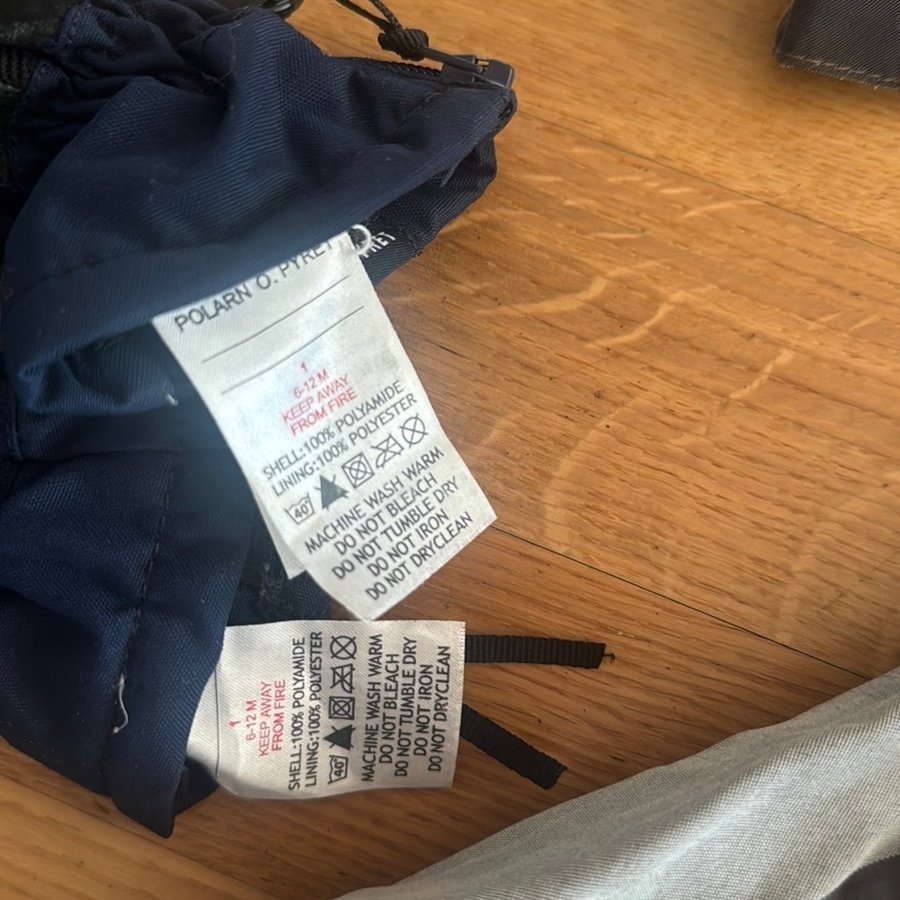 PYRET
POLARN O. PYRET
1
6-12 M
KEEP AWAY
FROM FIRE
SHELL:100% POLYAMIDE
LINING:100% POLYESTER
40°
MACHINE WASH WARM
DO NOT BLEACH
DO NOT TUMBLE DRY
DO NOT IRON
DO NOT DRYCLEAN
1
6-12 M
KEEP AWAY
FROM FIRE
SHELL:100% POLYAMIDE
LINING:100% POLYESTER
40°
MACHINE WASH WARM
DO NOT BLEACH
DO NOT TUMBLE DRY
DO NOT IRON
DO NOT DRYCLEAN